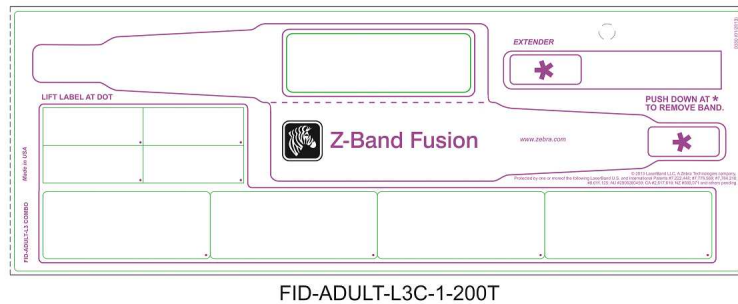 EXTENDER
*
LIFT LABEL AT DOT
PUSH DOWN AT *
TO REMOVE BAND.
Z-Band Fusion
www.zebra.com
*
Made in USA
FID-ADULT-L3 COMBO
FID-ADULT-L3C-1-200T